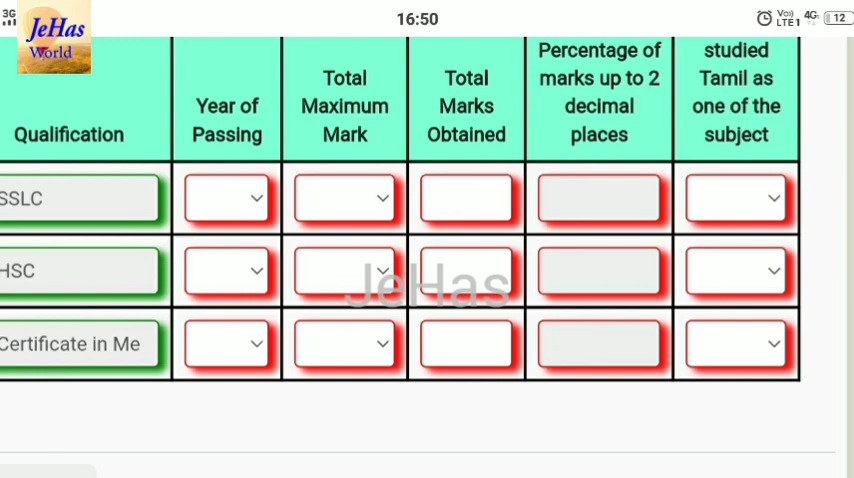 3G
16:50
Vo))
LTE1
4G
12
JeHas
World
Qualification
Year of
Passing
Total
Maximum
Mark
Total
Marks
Obtained
Percentage of
marks up to 2
decimal
places
studied
Tamil as
one of the
subject
SSLC
HSC
JeHas
Certificate in Me